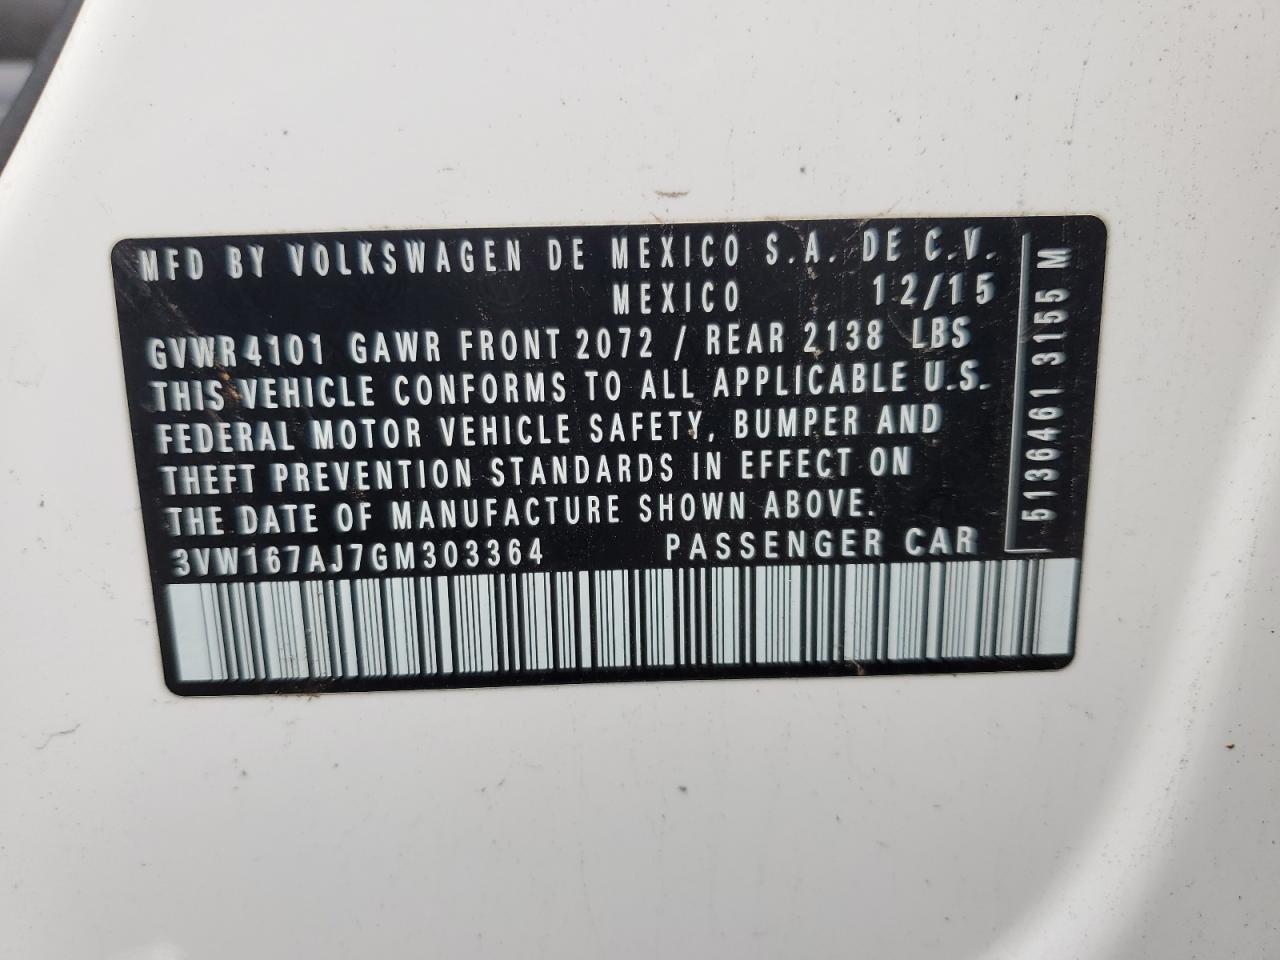 MFD BY VOLKSWAGEN DE MEXICO S.A. DE C.V.
MEXICO 12/15
GVWR 4101 GAWR FRONT 2072 / REAR 2138 LBS
THIS VEHICLE CONFORMS TO ALL APPLICABLE U.S.
FEDERAL MOTOR VEHICLE SAFETY, BUMPER AND
THEFT PREVENTION STANDARDS IN EFFECT ON
THE DATE OF MANUFACTURE SHOWN ABOVE.
3VW167AJ7GM303364 PASSENGER CAR
5136461 3155 M